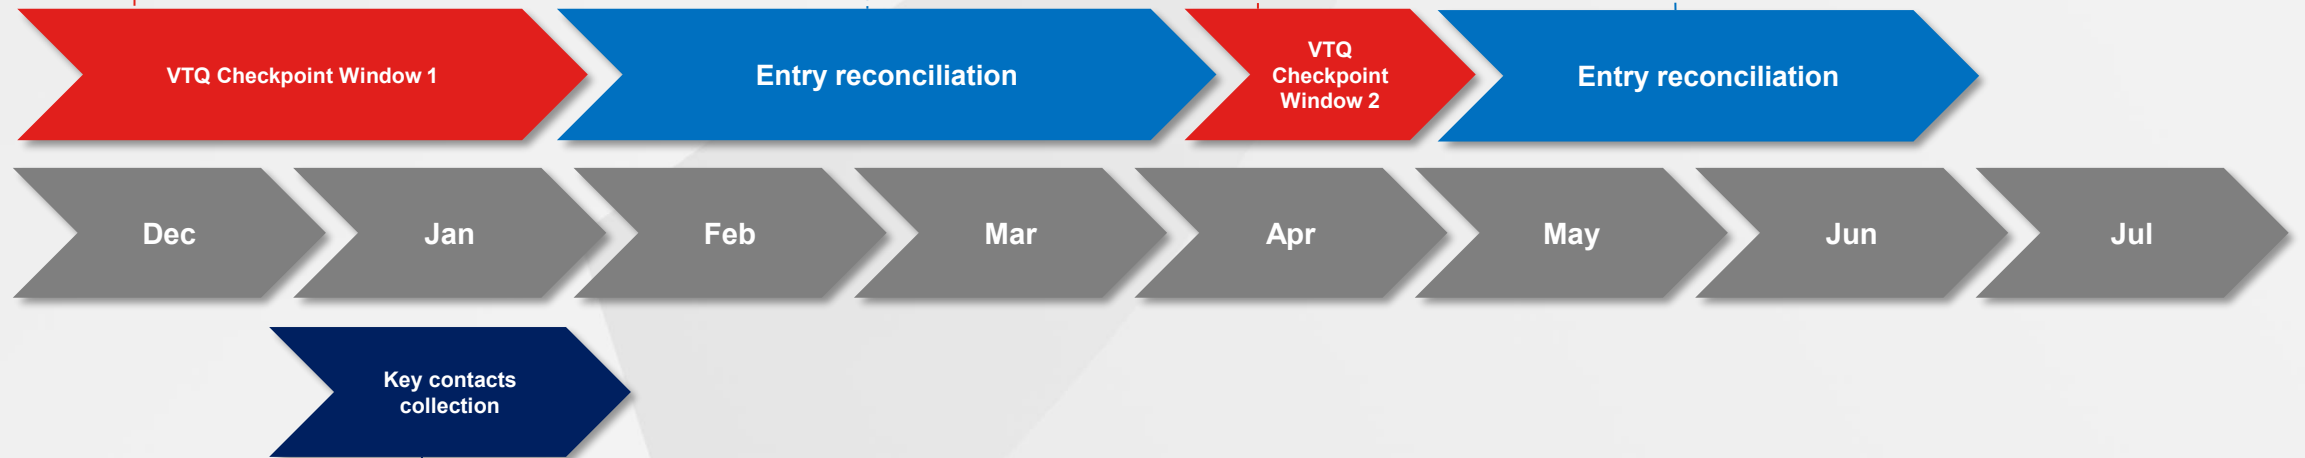 VTQ Checkpoint Window 1
Entry reconciliation
VTQ
Checkpoint
Window 2
Entry reconciliation
Dec
Jan
Feb
Mar
Apr
May
Jun
Jul
Key contacts
collection